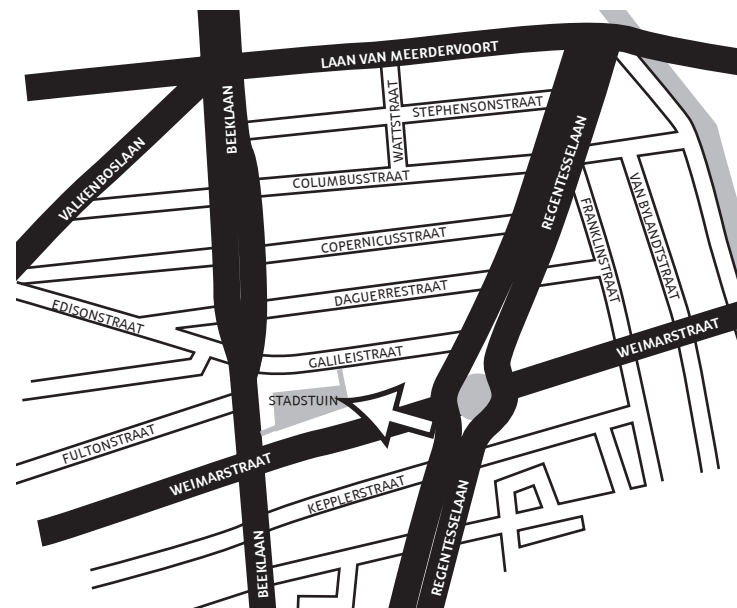 LAAN VAN MEERDERVOORT
BEEKLAAN
WATTSTRAAT
STEPHENSONSTRAAT
VALKENBOSLAAN
COLUMBUSSTRAAT
REGENTESSELAAN
FRANKLINSTRAAT
VAN BYLANDTSTRAAT
COPERNICUSSTRAAT
DAGUERRESTRAAT
EDISONSTRAAT
WEIMARSTRAAT
GALILEISTRAAT
STADSTUIN
FULTONSTRAAT
WEIMARSTRAAT
KEPPLERSTRAAT
BEEKLAAN
REGENTESSELAAN